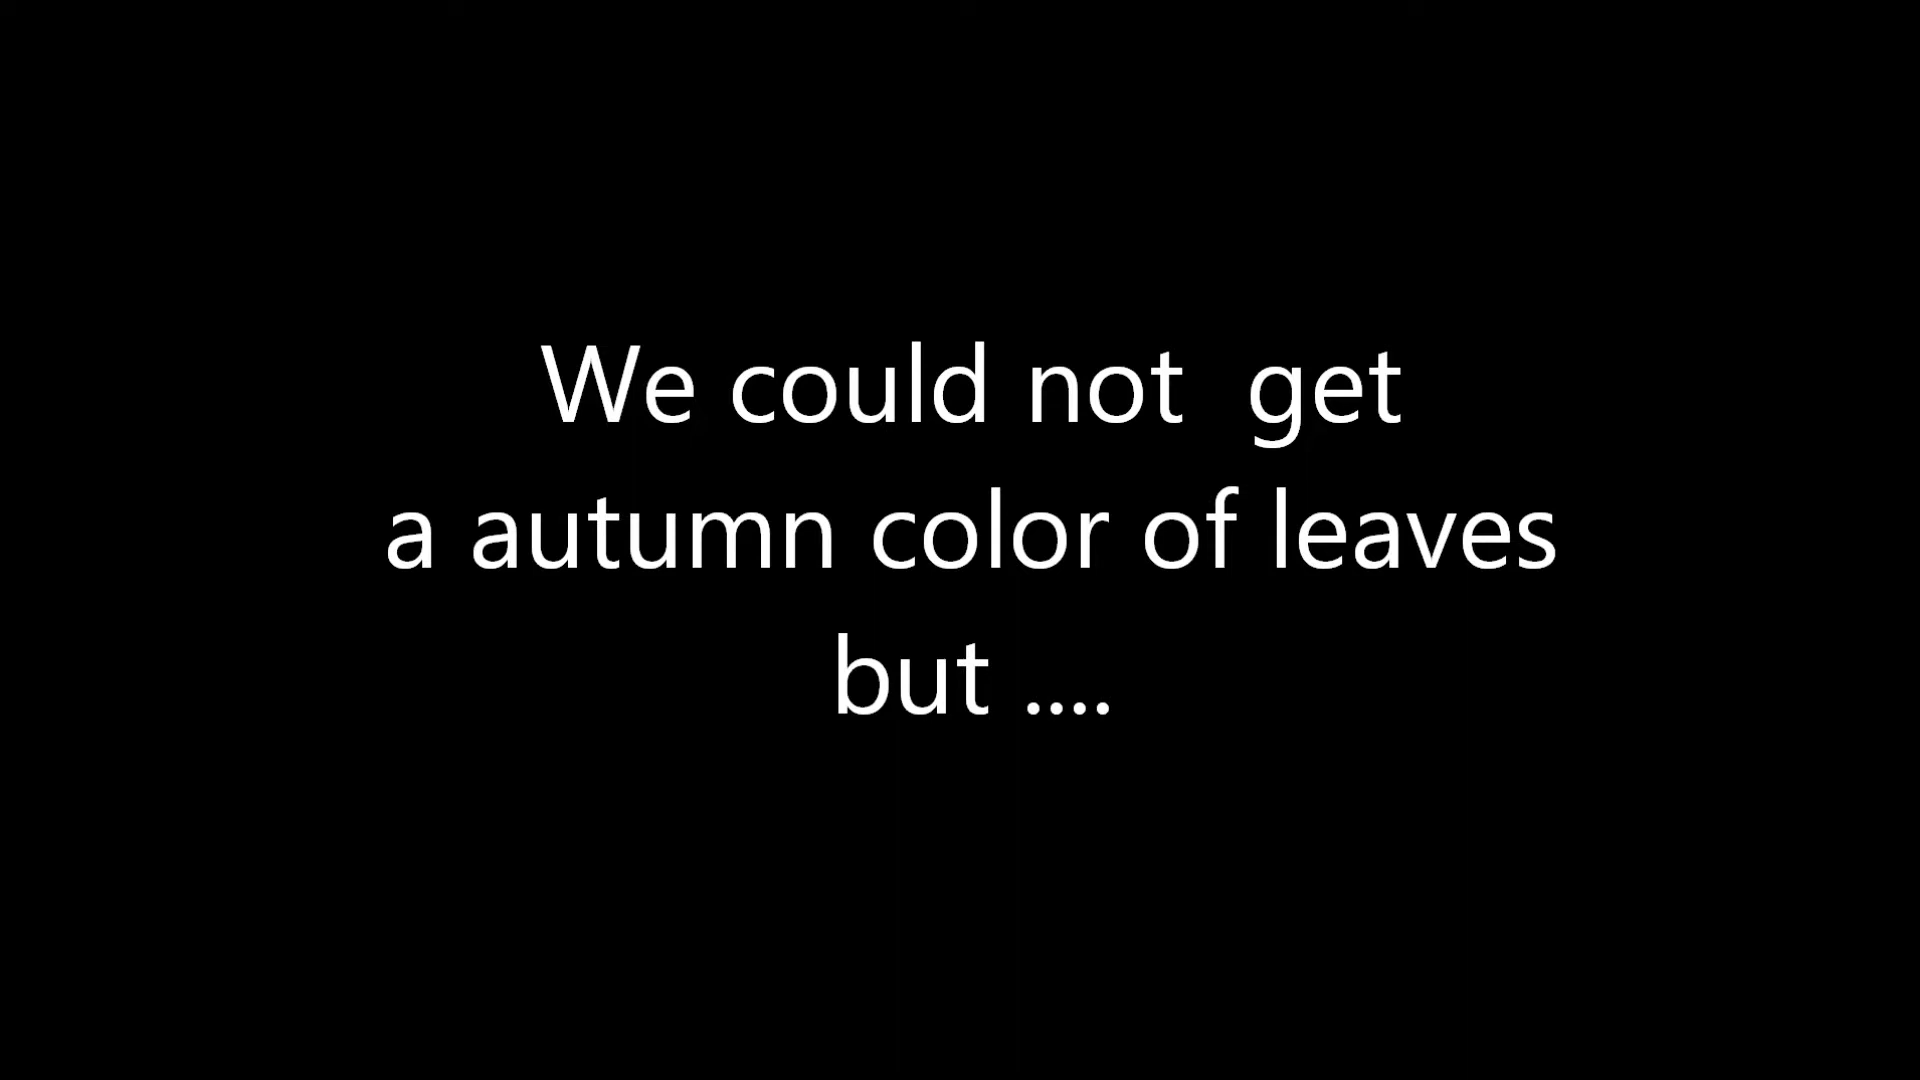 We could not  get
a autumn color of leaves
but ....